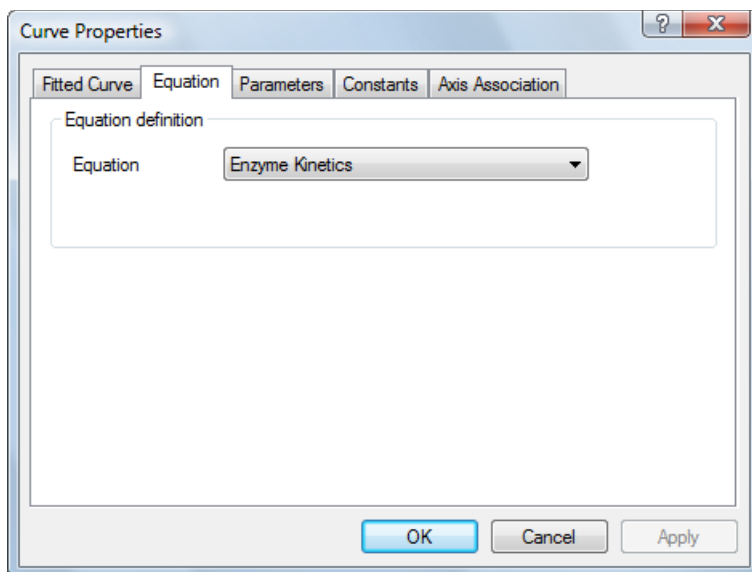 Curve Properties
Fitted Curve Equation Parameters Constants Axis Association
Equation definition
Equation Enzyme Kinetics
OK Cancel Apply